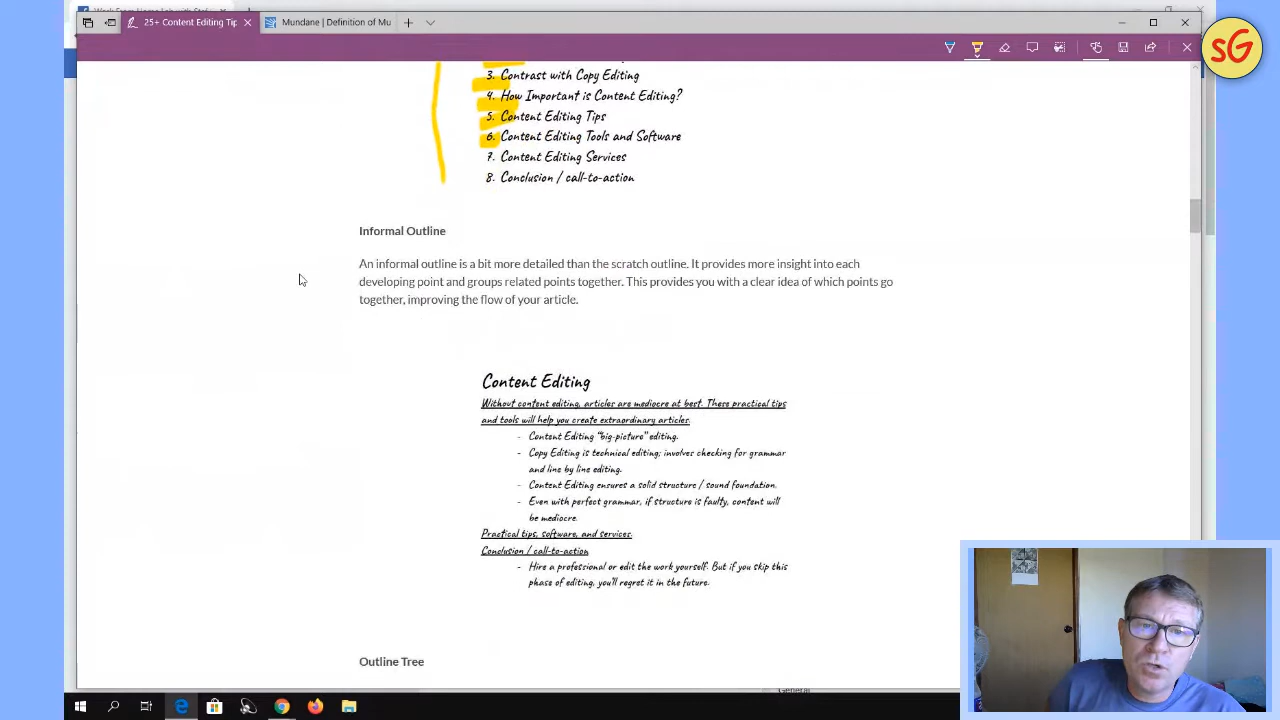 25+ Content Editing Tip
Mundane | Definition of Mu
SG
3. Contrast with Copy Editing
4. How Important is Content Editing?
5. Content Editing Tips
6. Content Editing Tools and Software
7. Content Editing Services
8. Conclusion / call-to-action
Informal Outline
An informal outline is a bit more detailed than the scratch outline. It provides more insight into each
developing point and groups related points together. This provides you with a clear idea of which points go
together, improving the flow of your article.
Content Editing
Without content editing, articles are mediocre at best. These practical tips
and tools will help you create extraordinary articles.
- Content Editing "big-picture" editing.
- Copy Editing is technical editing; involves checking for grammar
and line by line editing.
- Content Editing ensures a solid structure / sound foundation.
- Even with perfect grammar, if structure is faulty, content will
be mediocre.
Practical tips, software, and services.
Conclusion / call-to-action
- Hire a professional or edit the work yourself. But if you skip this
phase of editing, you'll regret it in the future.
Outline Tree
General